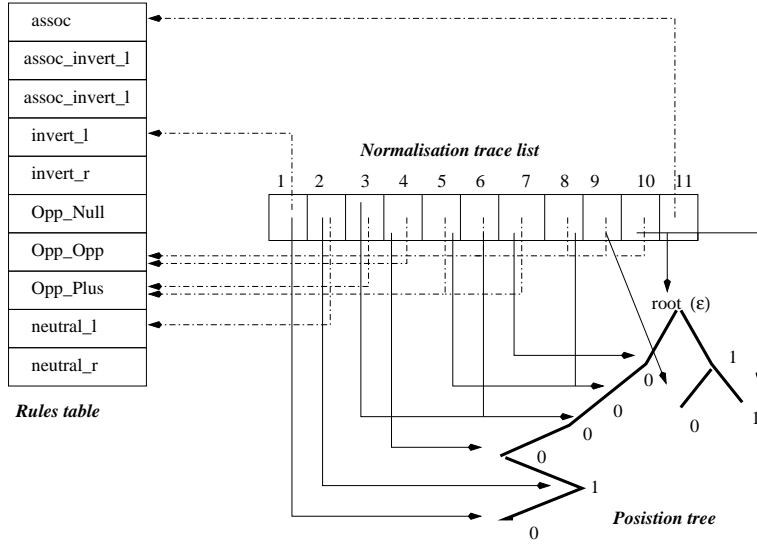 assoc
assoc_invert_l
assoc_invert_l
invert_l
invert_r
Opp_Null
Opp_Opp
Opp_Plus
neutral_l
neutral_r
Rules table
Normalisation trace list
1 2 3 4 5 6 7 8 9 10 11
root (ε)
1
0
0
1
0
0
0
1
0
Posistion tree